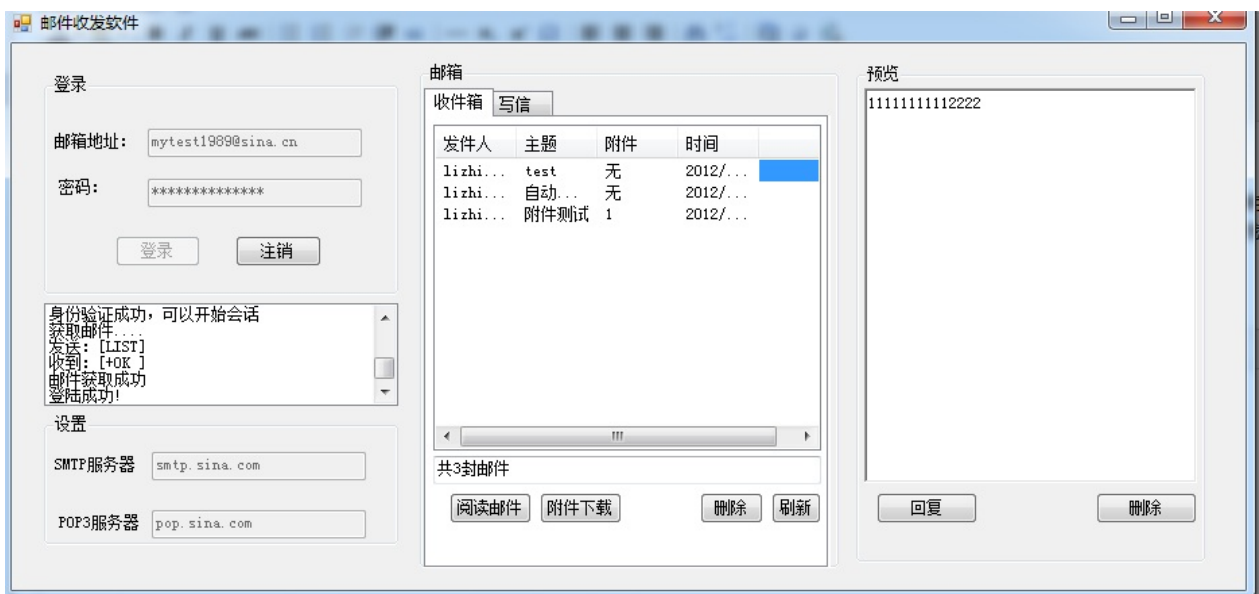 邮件收发软件
登录
邮箱地址: mytest1989@sina.cn
密码: **************
登录 注销
身份验证成功，可以开始会话
获取邮件....
发送: [LIST]
收到: [+OK ]
邮件获取成功
登陆成功!
设置
SMTP服务器 smtp.sina.com
POP3服务器 pop.sina.com
邮箱
收件箱 写信
发件人 主题 附件 时间
lizhi... test 无 2012/...
lizhi... 自动... 无 2012/...
lizhi... 附件测试 1 2012/...
共3封邮件
阅读邮件 附件下载 删除 刷新
预览
11111111112222
回复 删除